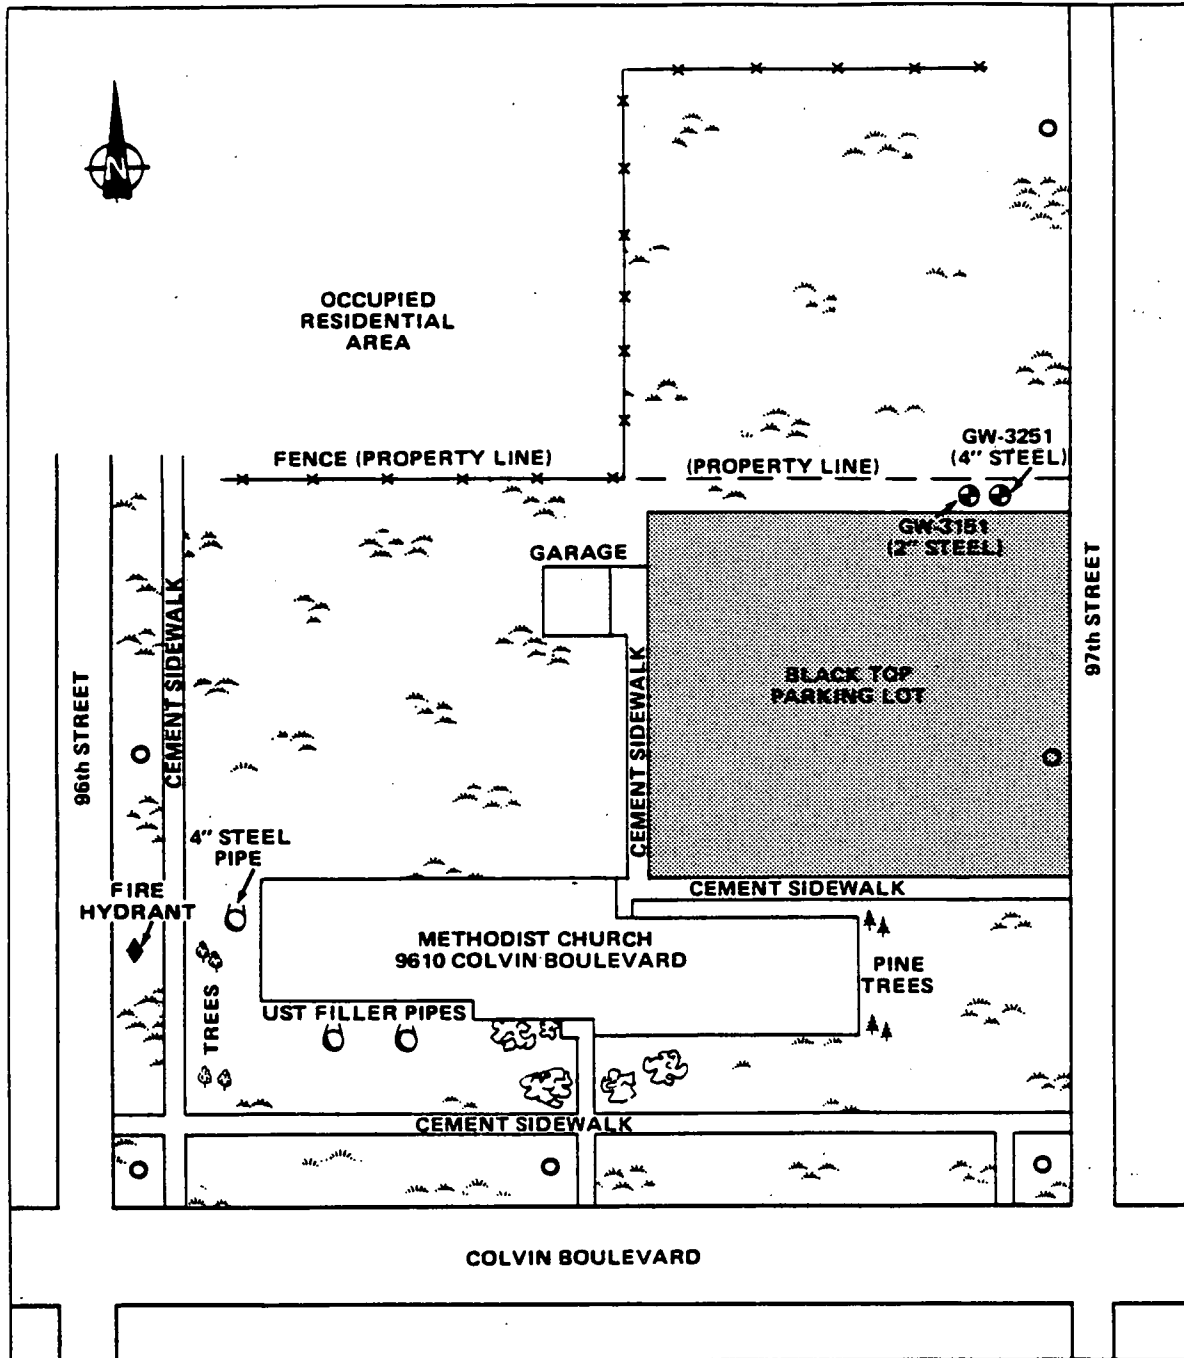 N
OCCUPIED
RESIDENTIAL
AREA
GW-3251
(4" STEEL)
FENCE (PROPERTY LINE)
(PROPERTY LINE)
GW-3151
(2" STEEL)
GARAGE
CEMENT SIDEWALK
96th STREET
97th STREET
BLACK TOP
PARKING LOT
CEMENT SIDEWALK
4" STEEL
PIPE
FIRE
HYDRANT
CEMENT SIDEWALK
METHODIST CHURCH
9610 COLVIN BOULEVARD
PINE
TREES
TREES
UST FILLER PIPES
CEMENT SIDEWALK
COLVIN BOULEVARD